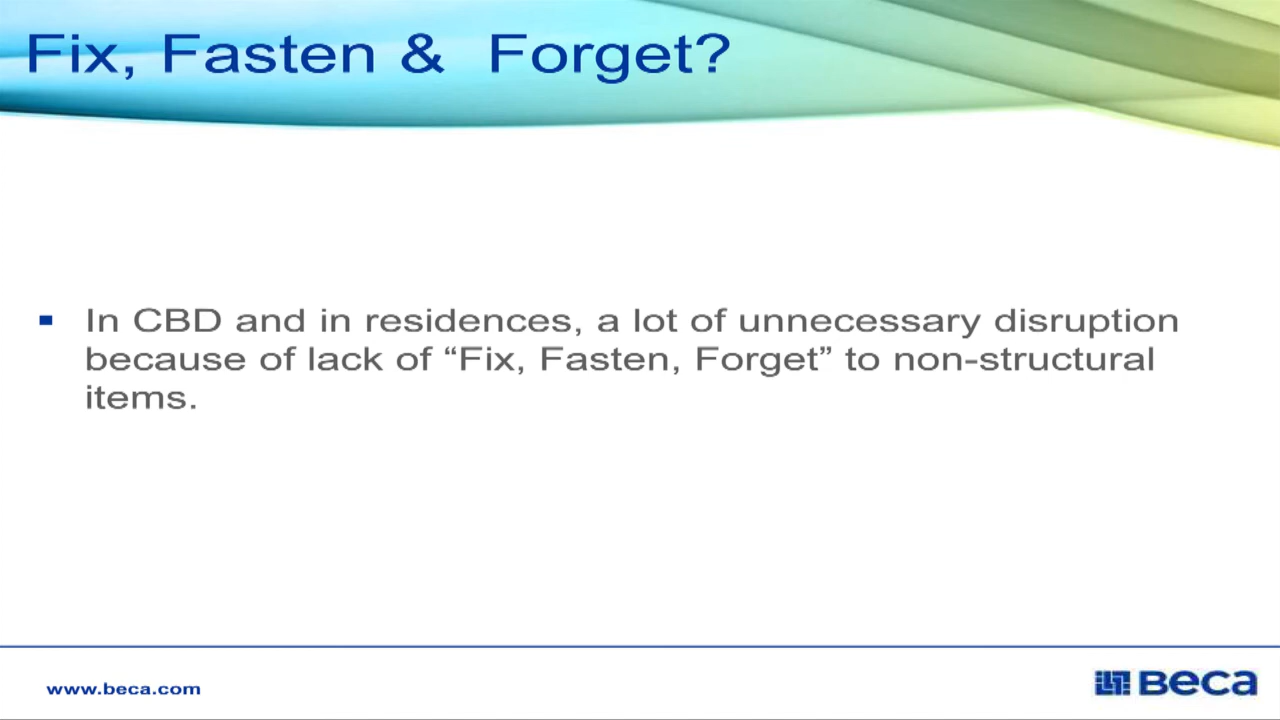 Fix, Fasten &  Forget?
▪ In CBD and in residences, a lot of unnecessary disruption
because of lack of “Fix, Fasten, Forget” to non-structural
items.
www.beca.com
Beca